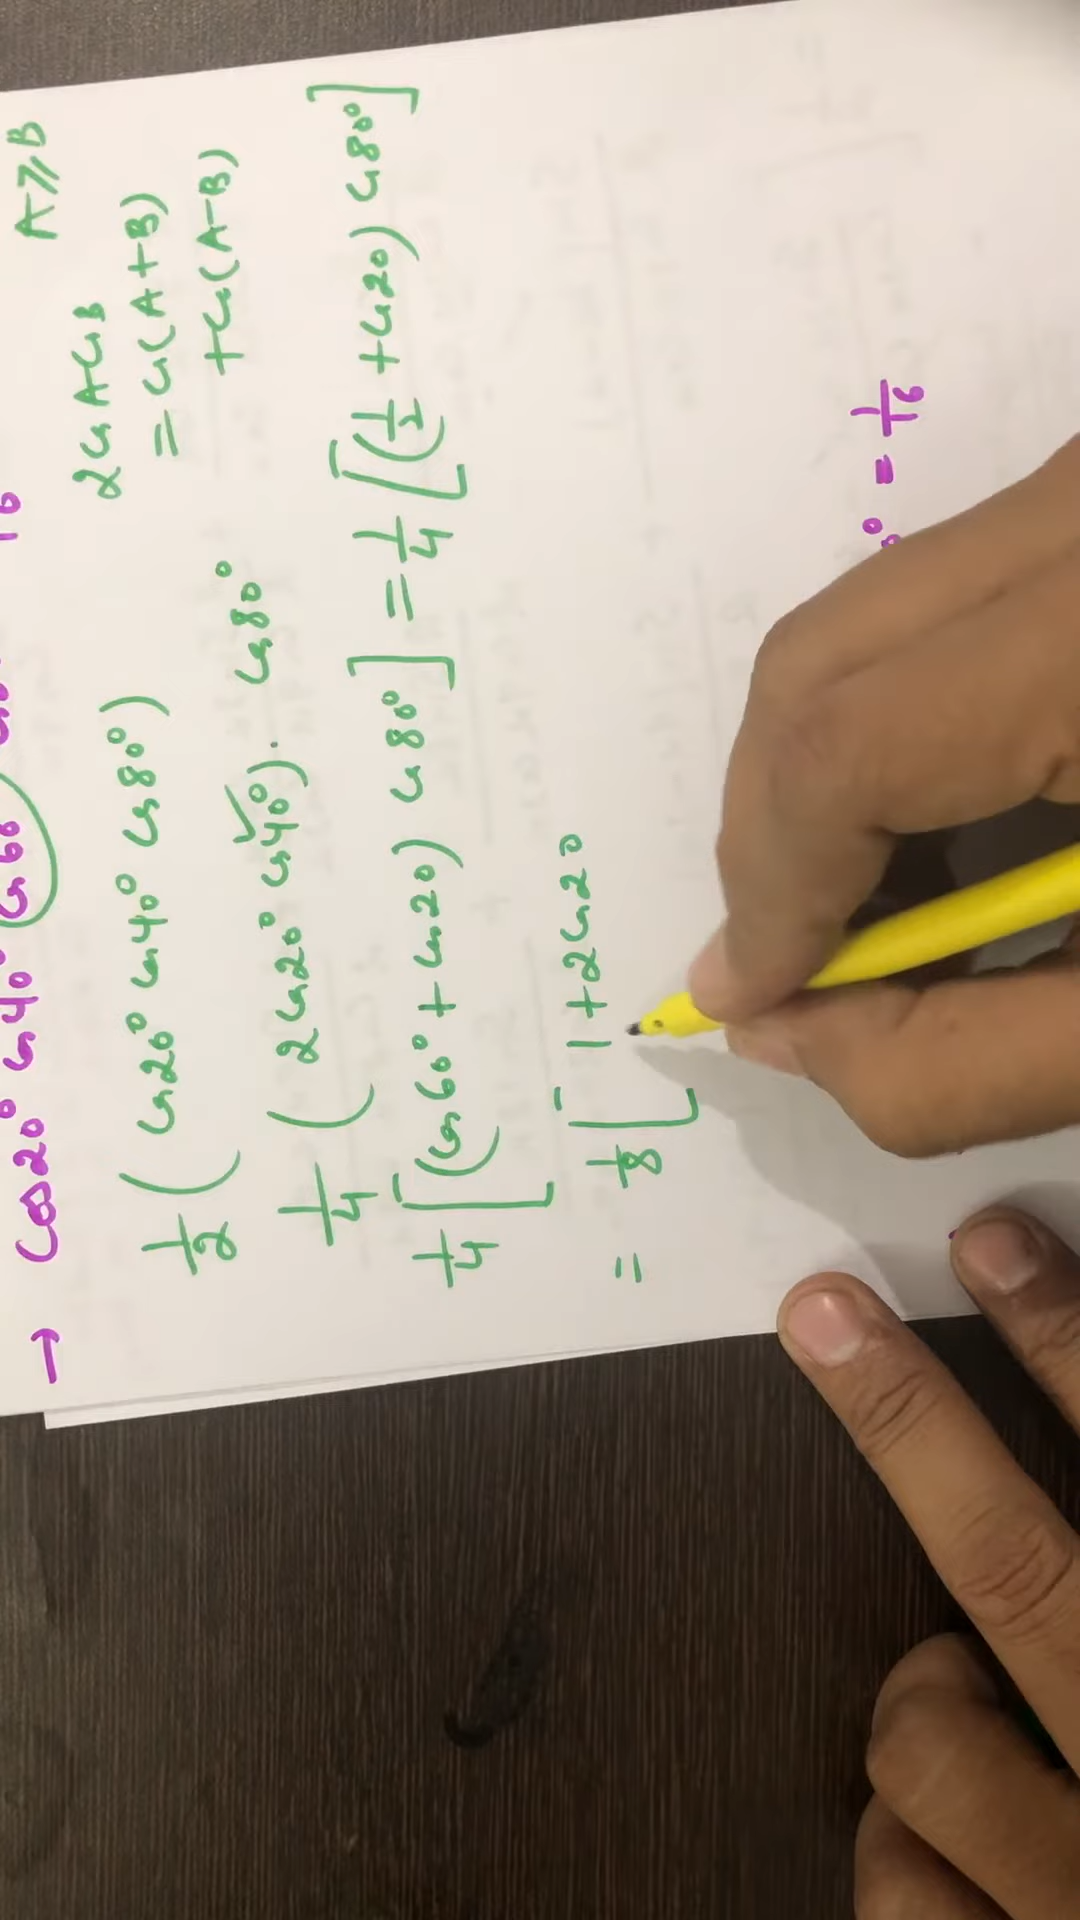 → Cos20° cos40° cos60°
A⩾B
2cosAcosB
= cos(A+B)
+cos(A-B)
1/2 ( cos20° cos40° cos80°)
1/4 ( 2cos20° cos40°). cos80°
1/4 [(cos60° + cos20) cos80°] = 1/4 [(1/2 + cos20) cos80°]
= 1/8 [ 1+2cos20
= 1/16